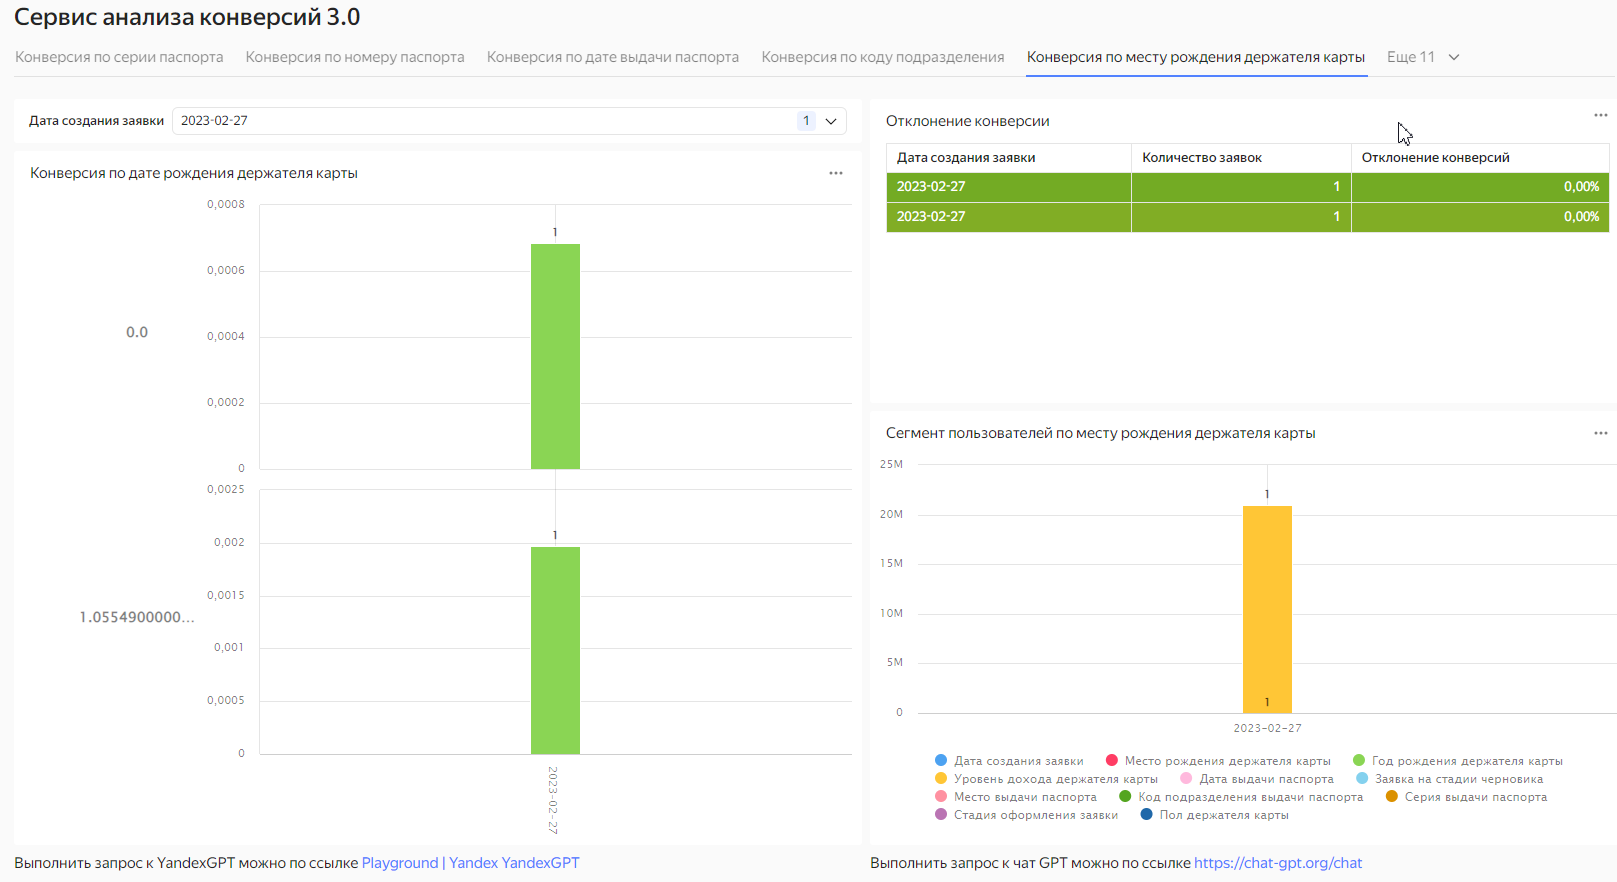 Сервис анализа конверсий 3.0
Конверсия по серии паспорта Конверсия по номеру паспорта Конверсия по дате выдачи паспорта Конверсия по коду подразделения Конверсия по месту рождения держателя карты Еще 11
Дата создания заявки 2023-02-27 1
Конверсия по дате рождения держателя карты
0,0008
1
0,0006
0.0
0,0004
0,0002
0
0,0025
1
0,002
0,0015
1.0554900000...
0,001
0,0005
0
2023-02-27
Отклонение конверсии
Дата создания заявки Количество заявок Отклонение конверсий
2023-02-27 1 0,00%
2023-02-27 1 0,00%
Сегмент пользователей по месту рождения держателя карты
25M
1
20M
15M
10M
5M
1
0
2023-02-27
Дата создания заявки Место рождения держателя карты Год рождения держателя карты
Уровень дохода держателя карты Дата выдачи паспорта Заявка на стадии черновика
Место выдачи паспорта Код подразделения выдачи паспорта Серия выдачи паспорта
Стадия оформления заявки Пол держателя карты
Выполнить запрос к YandexGPT можно по ссылке Playground | Yandex YandexGPT
Выполнить запрос к чат GPT можно по ссылке https://chat-gpt.org/chat